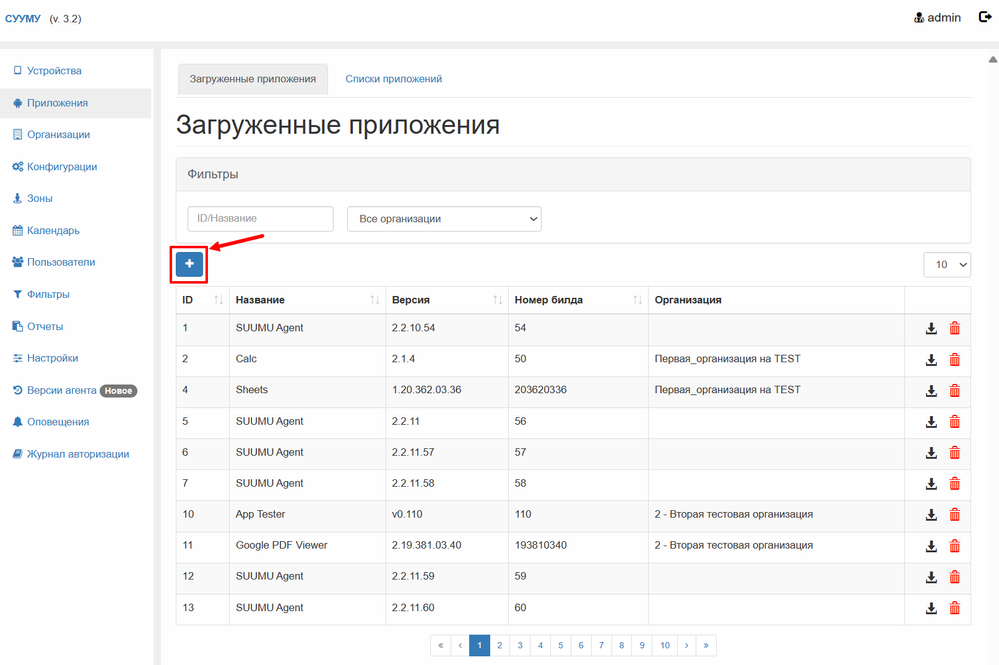 СУУМУ (v. 3.2)
admin
Устройства
Приложения
Организации
Конфигурации
Зоны
Календарь
Пользователи
Фильтры
Отчеты
Настройки
Версии агента Новое
Оповещения
Журнал авторизации
Загруженные приложения Списки приложений
Загруженные приложения
Фильтры
ID/Название Все организации
+ 10
ID Название Версия Номер билда Организация
1 SUUMU Agent 2.2.10.54 54
2 Calc 2.1.4 50 Первая_организация на TEST
4 Sheets 1.20.362.03.36 203620336 Первая_организация на TEST
5 SUUMU Agent 2.2.11 56
6 SUUMU Agent 2.2.11.57 57
7 SUUMU Agent 2.2.11.58 58
10 App Tester v0.110 110 2 - Вторая тестовая организация
11 Google PDF Viewer 2.19.381.03.40 193810340 2 - Вторая тестовая организация
12 SUUMU Agent 2.2.11.59 59
13 SUUMU Agent 2.2.11.60 60
« ‹ 1 2 3 4 5 6 7 8 9 10 › »